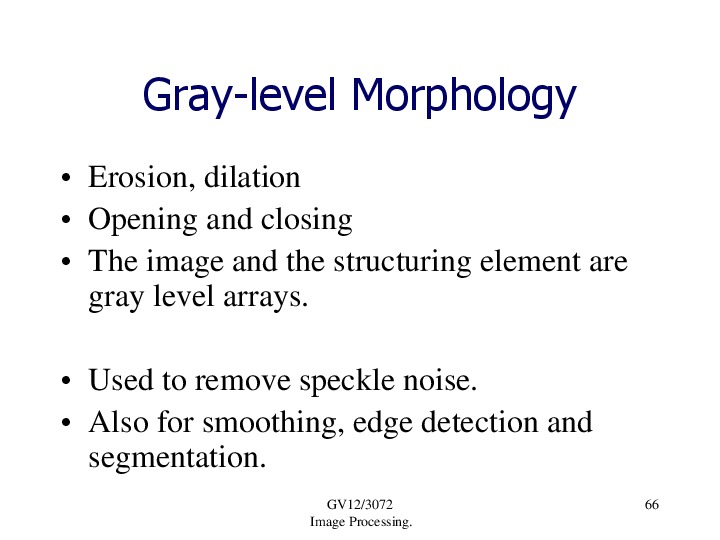 Gray-level Morphology
• Erosion, dilation
• Opening and closing
• The image and the structuring element are
gray level arrays.
• Used to remove speckle noise.
• Also for smoothing, edge detection and
segmentation.
GV12/3072
Image Processing.
66